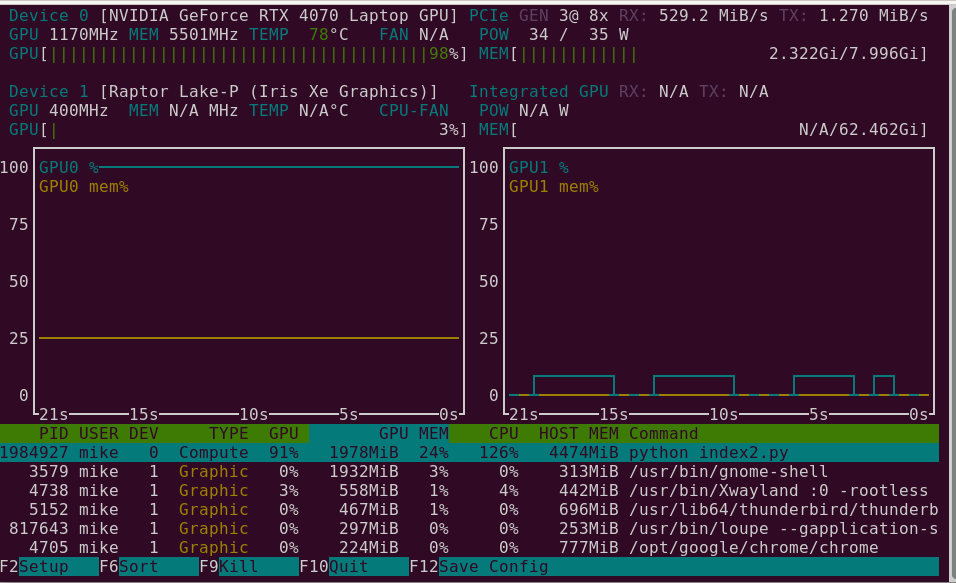 Device 0 [NVIDIA GeForce RTX 4070 Laptop GPU] PCIe GEN 3@ 8x RX: 529.2 MiB/s TX: 1.270 MiB/s
GPU 1170MHz MEM 5501MHz TEMP 78°C FAN N/A POW 34 / 35 W
GPU[||||||||||||||||||||||||||||||||||||||98%] MEM[|||||||||||| 2.322Gi/7.996Gi]
Device 1 [Raptor Lake-P (Iris Xe Graphics)] Integrated GPU RX: N/A TX: N/A
GPU 400MHz MEM N/A MHz TEMP N/A°C CPU-FAN POW N/A W
GPU[| 3%] MEM[ N/A/62.462Gi]
100 GPU0 % 100 GPU1 %
GPU0 mem% GPU1 mem%
75 75
50 50
25 25
0 0
21s 15s 10s 5s 0s 21s 15s 10s 5s 0s
PID USER DEV TYPE GPU GPU MEM CPU HOST MEM Command
1984927 mike 0 Compute 91% 1978MiB 24% 126% 4474MiB python index2.py
3579 mike 1 Graphic 0% 1932MiB 3% 0% 313MiB /usr/bin/gnome-shell
4738 mike 1 Graphic 3% 558MiB 1% 4% 442MiB /usr/bin/Xwayland :0 -rootless
5152 mike 1 Graphic 0% 467MiB 1% 0% 696MiB /usr/lib64/thunderbird/thunderb
817643 mike 1 Graphic 0% 297MiB 0% 0% 253MiB /usr/bin/loupe --gapplication-s
4705 mike 1 Graphic 0% 224MiB 0% 0% 777MiB /opt/google/chrome/chrome
F2Setup F6Sort F9Kill F10Quit F12Save Config